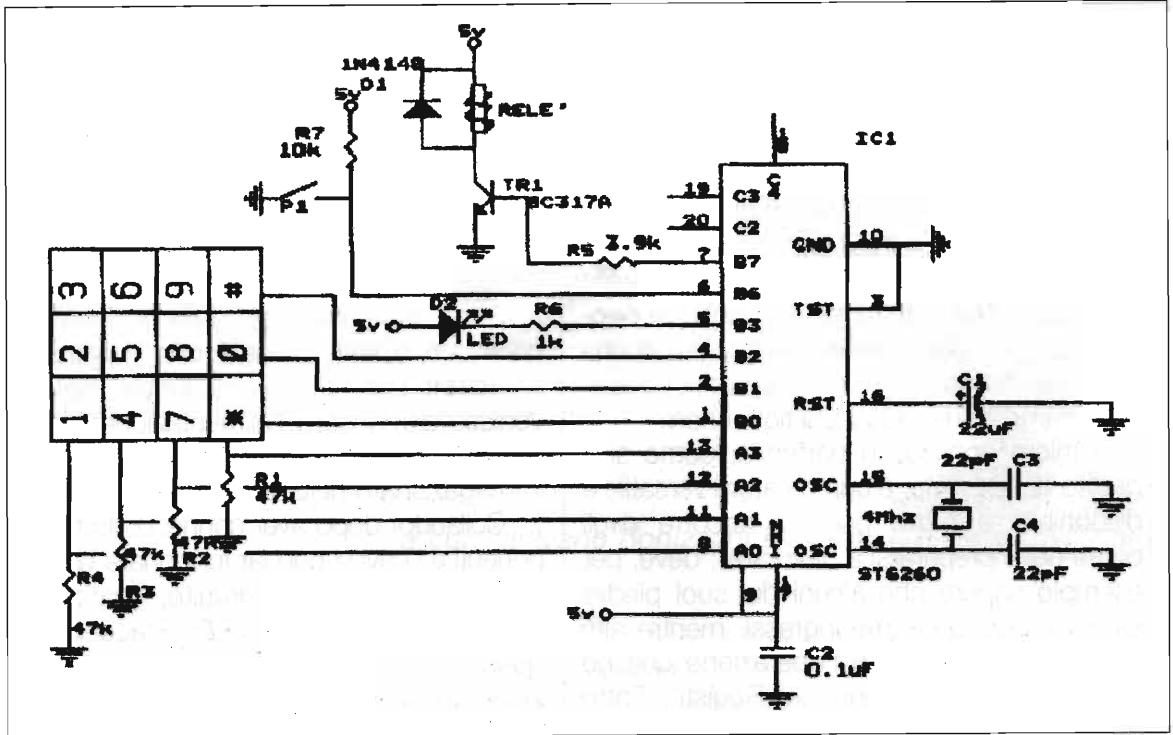 5v
1N4148
D1
5v
RELE'
IC1
R7
10k
C4
TR1
BC317A
P1
19 C3
20 C2
GND 10
R5 3.9k 7 B7
6 B6
TST 3
D2
R6
5v
LED
1k
5 B3
4 B2
2 B1
RST 16
C1
22uF
1 B0
13 A3
3 6 9 #
2 5 8 0
1 4 7 *
R1
47k
12 A2
OSC 15
22pF
C3
11 A1
4Mhz
47k
R2
47k
R3
R4
47k
8 A0
OSC 14
C4
22pF
ST6260
9
5v
C2
0.1uF